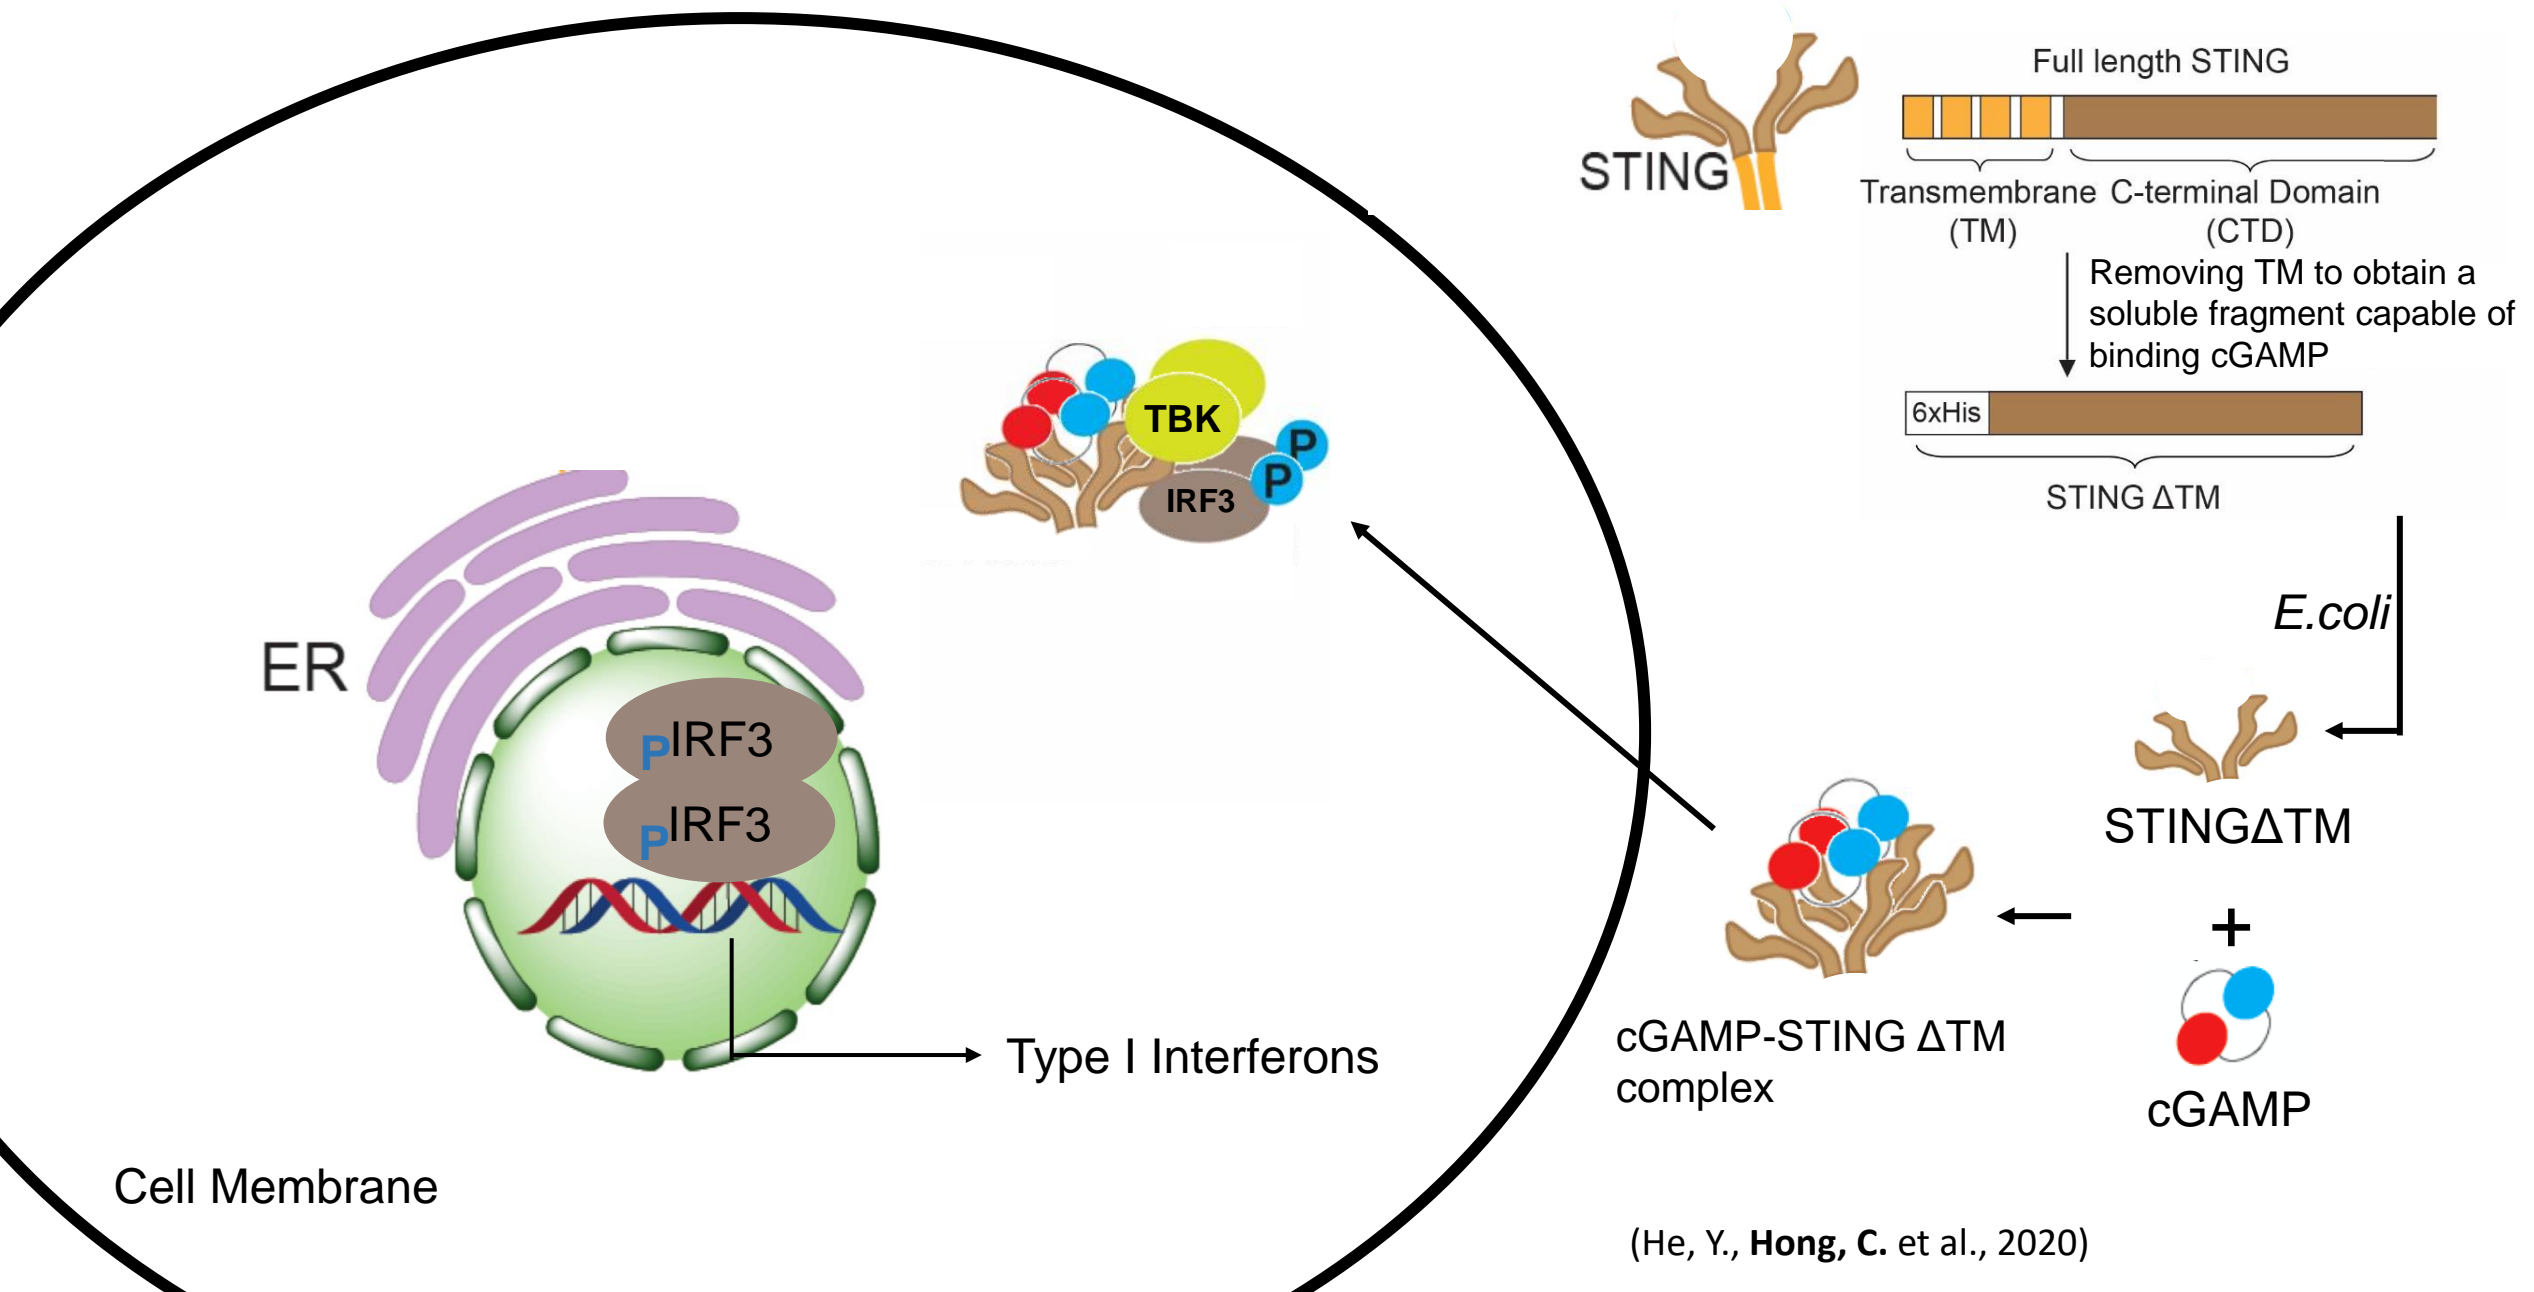 Full length STING
STING
Transmembrane
(TM)
C-terminal Domain
(CTD)
Removing TM to obtain a
soluble fragment capable of
binding cGAMP
6xHis
STING ΔTM
E.coli
STINGΔTM
+
cGAMP
cGAMP-STING ΔTM
complex
TBK
IRF3
P
P
ER
PIRF3
PIRF3
Type I Interferons
Cell Membrane
(He, Y., Hong, C. et al., 2020)